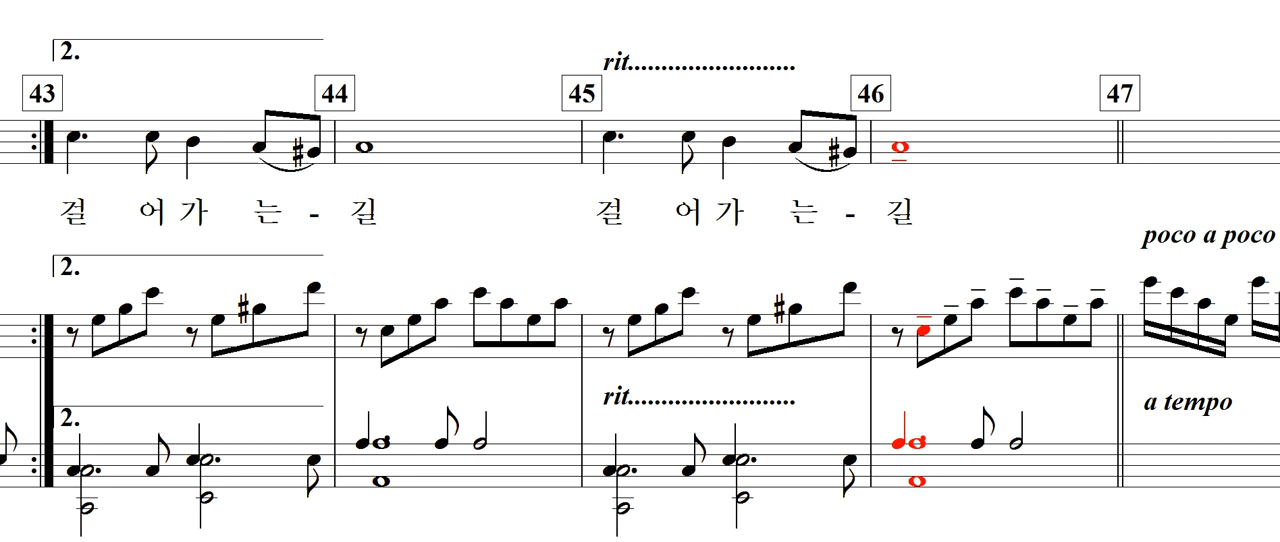 2.
rit.........................
43 44 45 46 47
걸 어 가 는 - 길 걸 어 가 는 - 길
poco a poco
2.
rit.........................
a tempo
2.